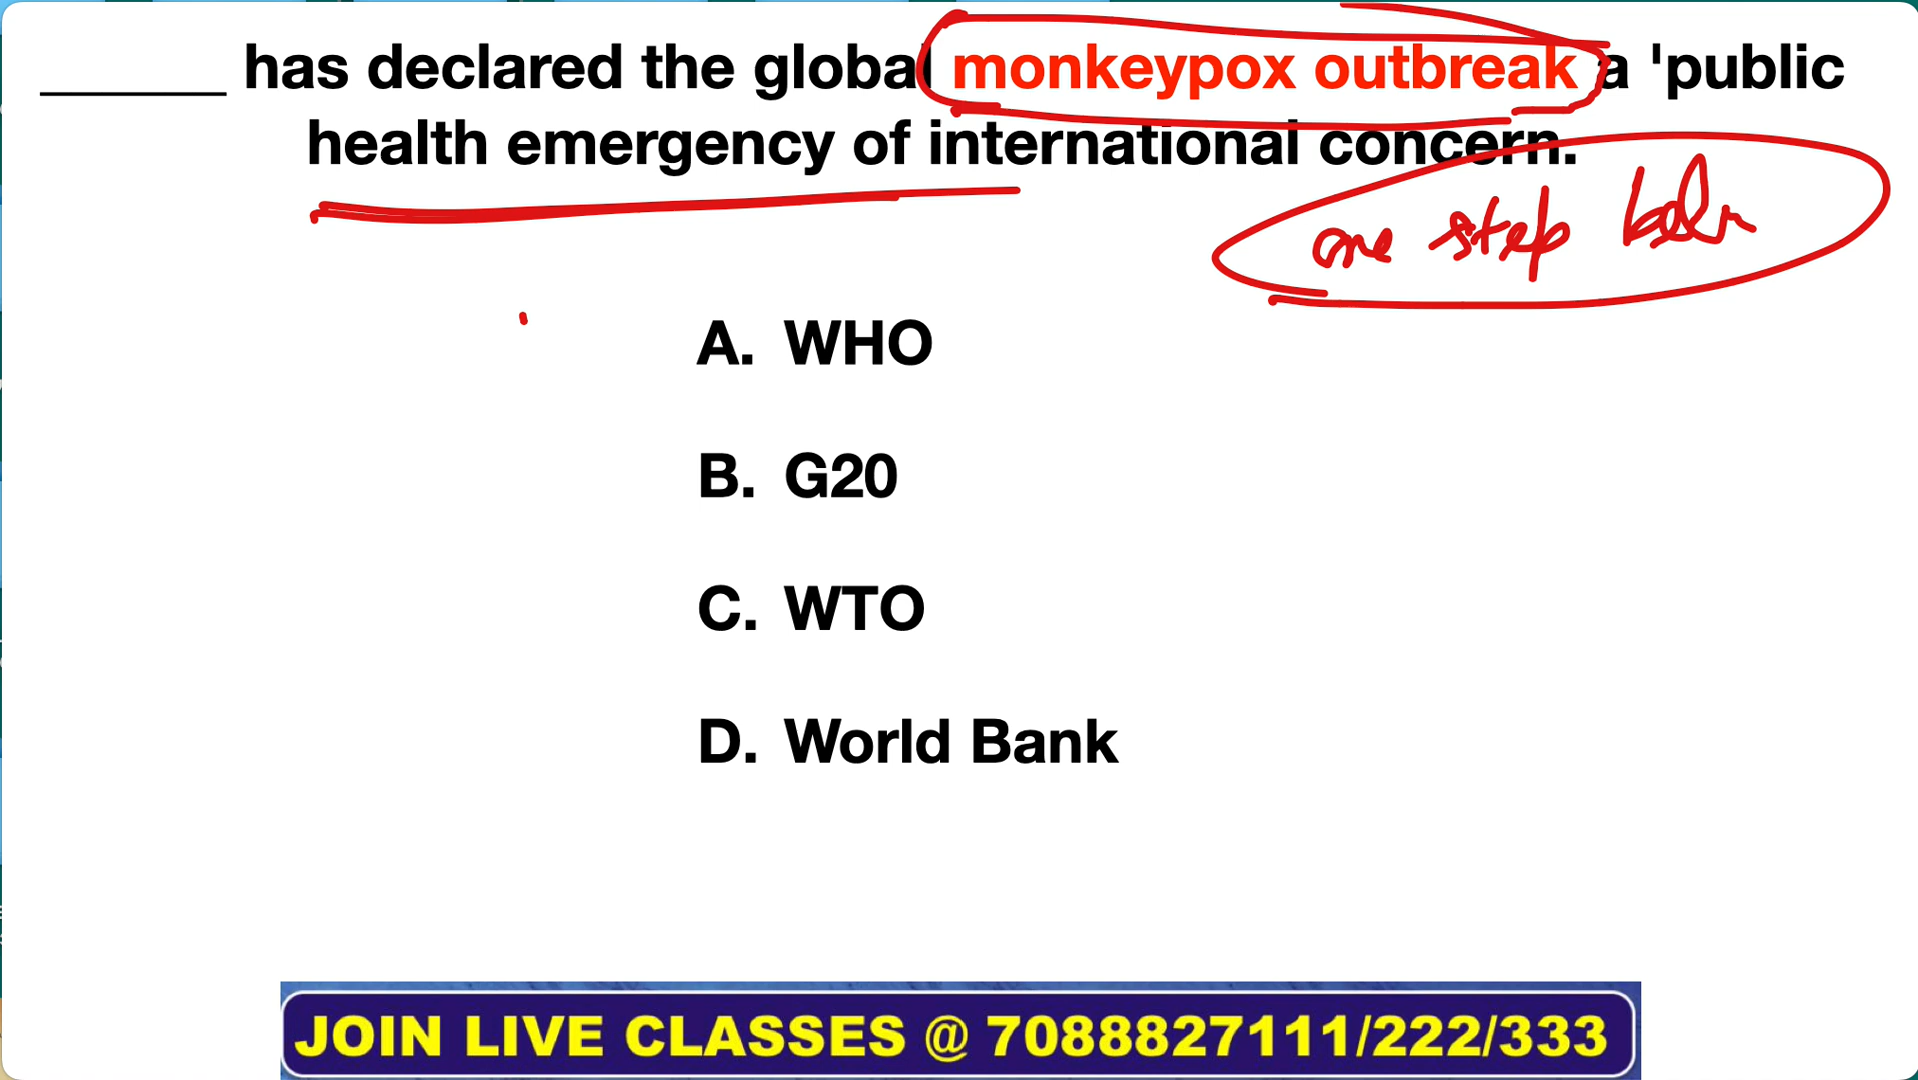 ______ has declared the global monkeypox outbreak a 'public
health emergency of international concern.
one step
A. WHO
B. G20
C. WTO
D. World Bank
JOIN LIVE CLASSES @ 7088827111/222/333